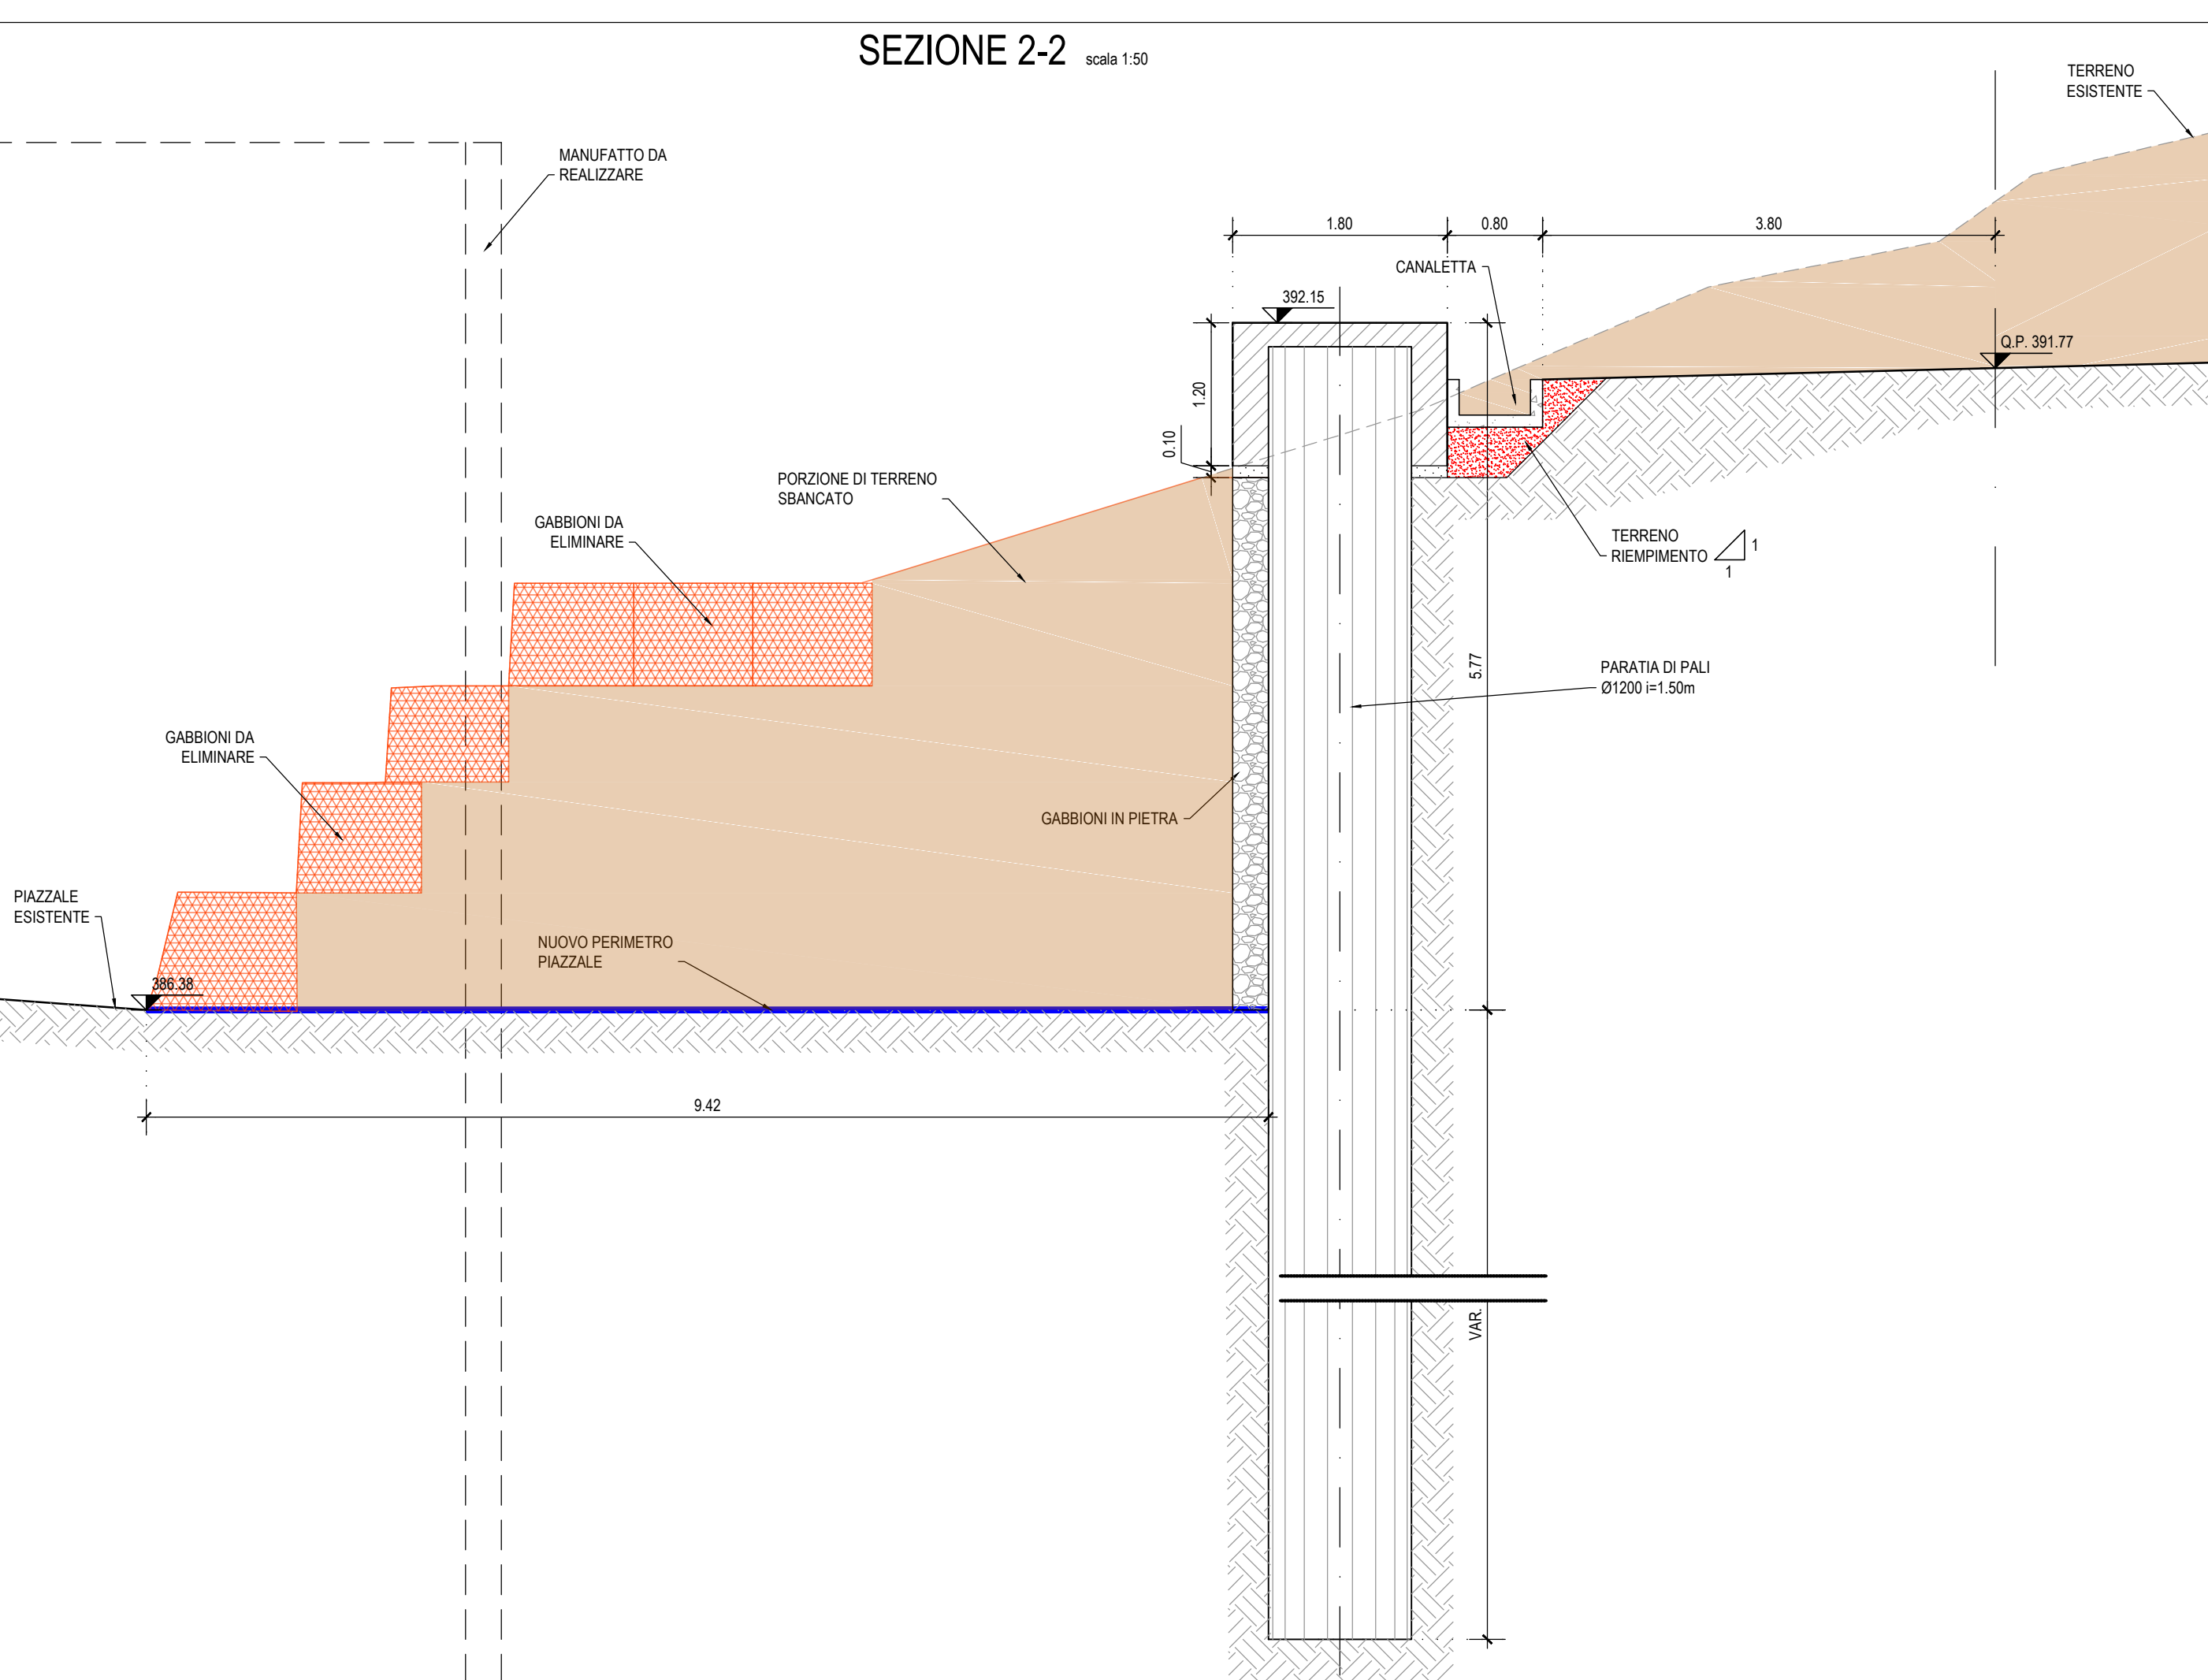 SEZIONE 2-2 scala 1:50
TERRENO
ESISTENTE
MANUFATTO DA
REALIZZARE
1.80
0.80
3.80
CANALETTA
392.15
Q.P. 391.77
1.20
0.10
PORZIONE DI TERRENO
SBANCATO
GABBIONI DA
ELIMINARE
TERRENO
RIEMPIMENTO
1
1
5.77
PARATIA DI PALI
Ø1200 i=1.50m
GABBIONI DA
ELIMINARE
GABBIONI IN PIETRA
PIAZZALE
ESISTENTE
NUOVO PERIMETRO
PIAZZALE
386.38
9.42
VAR.